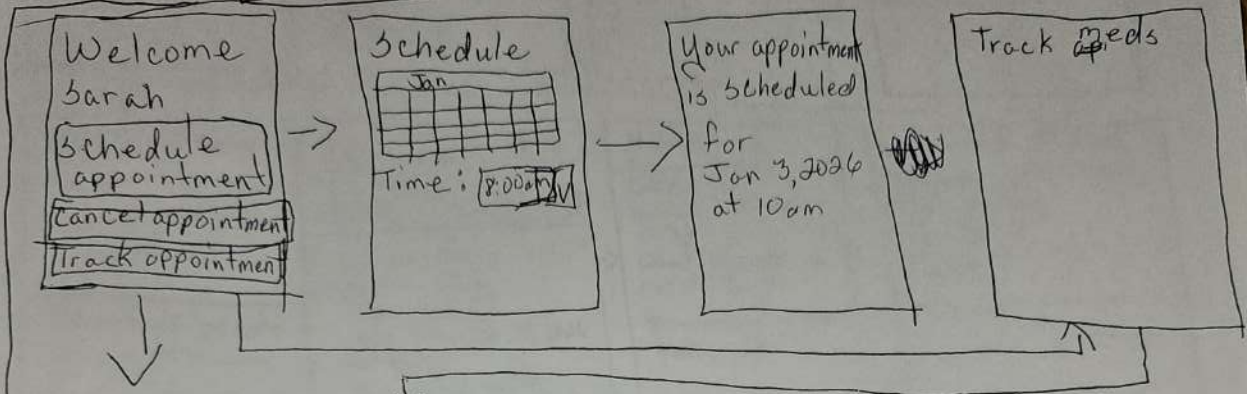 Welcome
Sarah
Schedule
appointment
Cancel appointment
Track appointment
Schedule
Jan
Time: 8:00am
Your appointment
is scheduled
for
Jan 3, 2026
at 10am
Track meds